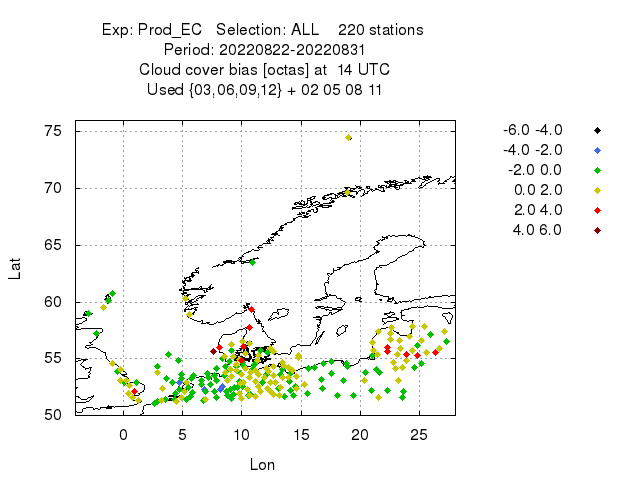 Exp: Prod_EC   Selection: ALL    220 stations
Period: 20220822-20220831
Cloud cover bias [octas] at  14 UTC
Used {03,06,09,12} + 02 05 08 11
75
70
65
60
55
50
Lat
0 5 10 15 20 25
Lon
-6.0 -4.0
-4.0 -2.0
-2.0 0.0
0.0 2.0
2.0 4.0
4.0 6.0